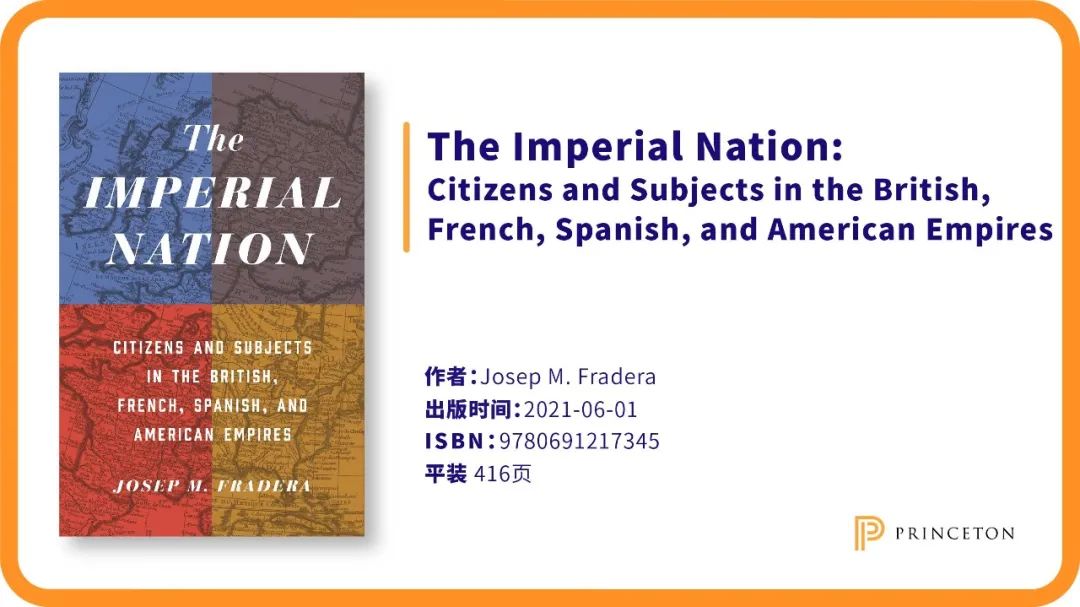 The
IMPERIAL
NATION
CITIZENS AND SUBJECTS
IN THE BRITISH,
FRENCH, SPANISH, AND
AMERICAN EMPIRES
JOSEP M. FRADERA
The Imperial Nation:
Citizens and Subjects in the British,
French, Spanish, and American Empires
作者：Josep M. Fradera
出版时间：2021-06-01
ISBN：9780691217345
平装 416页
PRINCETON